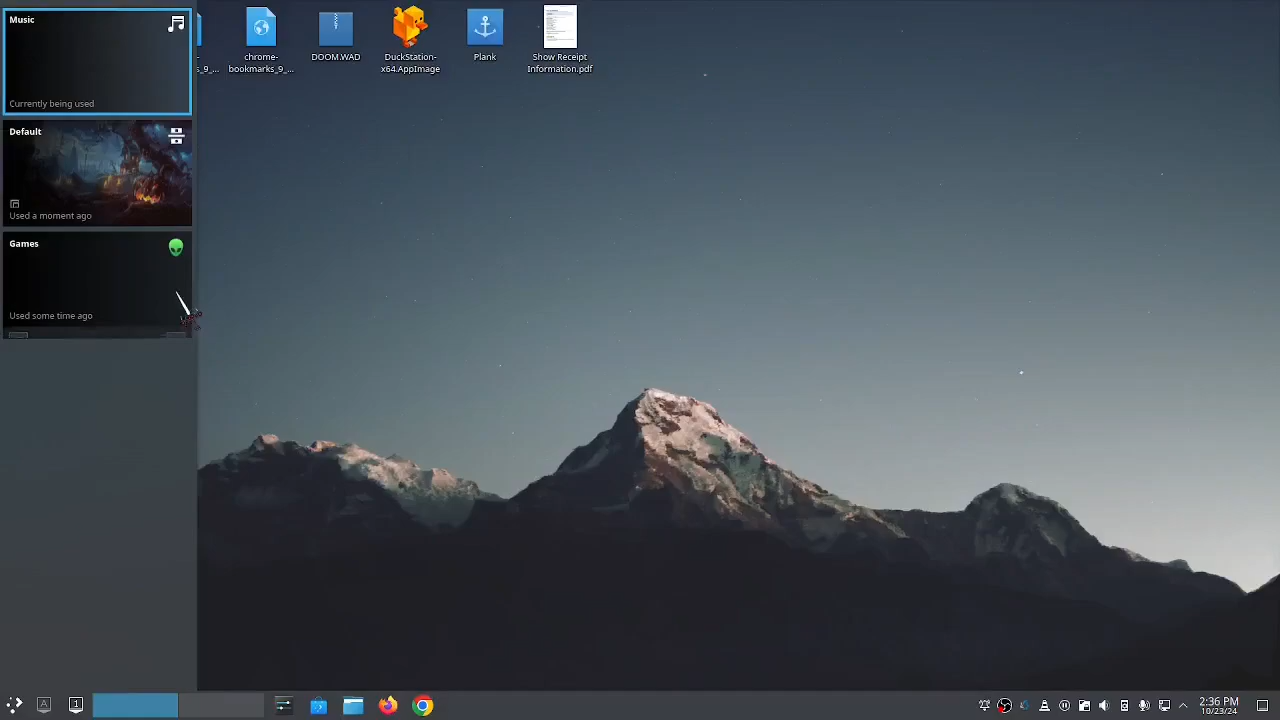 Currently being used
Default
Used a moment ago
Games
Used some time ago
_9_...
chrome-
bookmarks_9_...
DOOM.WAD
DuckStation-
x64.AppImage
Plank
Show Receipt
Information.pdf
2:36 PM
10/23/24